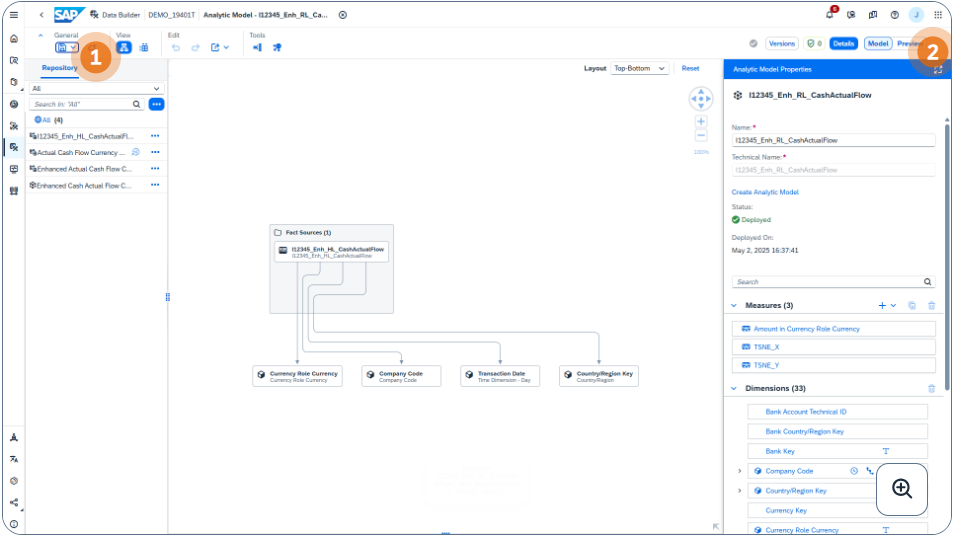 SAP Data Builder DEMO_19401T Analytic Model - I12345_Enh_RL_Ca... 8 J
General View Edit Tools
1 Versions 0 Details Model Preview 2
Repository
All
Search in: "All"
All (4)
I12345_Enh_HL_CashActualFl...
Actual Cash Flow Currency ...
Enhanced Actual Cash Flow C...
Enhanced Cash Actual Flow C...
Layout Top-Bottom Reset
100%
Fact Sources (1)
I12345_Enh_HL_CashActualFlow
I12345_Enh_HL_CashActualFlow
Currency Role Currency
Currency Role Currency
Company Code
Company Code
Transaction Date
Time Dimension - Day
Country/Region Key
Country/Region
Analytic Model Properties
I12345_Enh_RL_CashActualFlow
Name:*
I12345_Enh_RL_CashActualFlow
Technical Name:*
I12345_Enh_RL_CashActualFlow
Create Analytic Model
Status:
Deployed
Deployed On:
May 2, 2025 16:37:41
Search
Measures (3)
Amount in Currency Role Currency
TSNE_X
TSNE_Y
Dimensions (33)
Bank Account Technical ID
Bank Country/Region Key
Bank Key
Company Code
Country/Region Key
Currency Key
Currency Role Currency